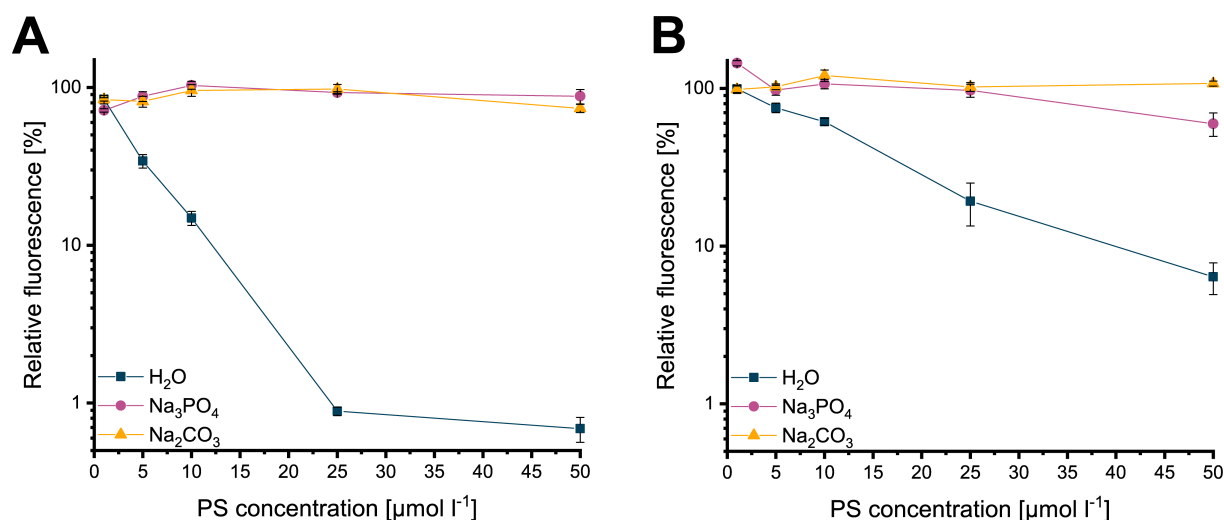 A
Relative fluorescence [%]
100
10
1
H₂O
Na₃PO₄
Na₂CO₃
0 5 10 15 20 25 30 35 40 45 50
PS concentration [µmol l⁻¹]
B
Relative fluorescence [%]
100
10
1
H₂O
Na₃PO₄
Na₂CO₃
0 5 10 15 20 25 30 35 40 45 50
PS concentration [µmol l⁻¹]